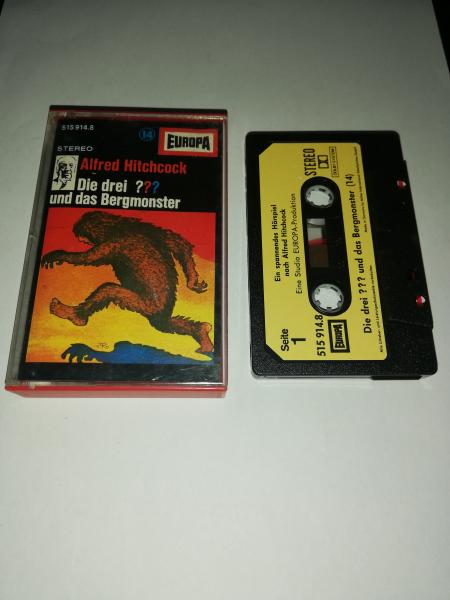 515 914.8
14
EUROPA
STEREO
Alfred Hitchcock
Die drei ???
und das Bergmonster
Ein spannendes Hörspiel
nach Alfred Hitchcock
Eine Studio EUROPA-Produktion
STEREO
Seite
1
515 914.8
EUROPA
Die drei ??? und das Bergmonster (14)